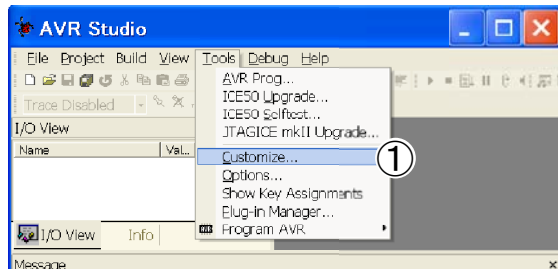 AVR Studio
File Project Build View Tools Debug Help
AVR Prog...
ICE50 Upgrade...
ICE50 Selftest...
JTAGICE mkII Upgrade...
Customize...
①
Options...
Show Key Assignments
Plug-in Manager...
Program AVR
Trace Disabled
I/O View
Name Val...
I/O View Info
Message